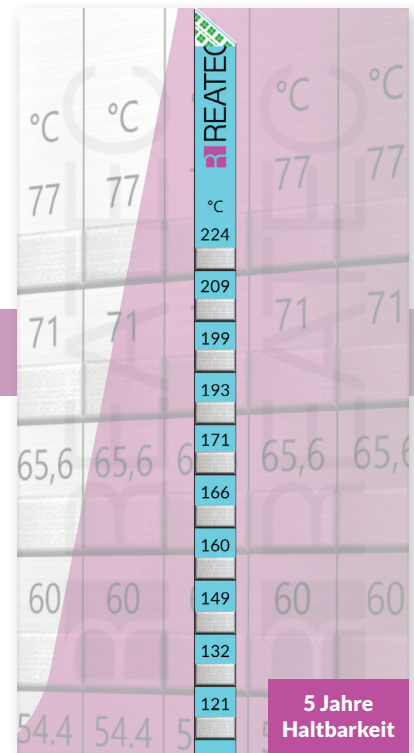 REATEC
°C
224
209
199
193
171
166
160
149
132
121
°C °C °C
77 77 77 77
71 71 71 71
65,6 65,6 65,6 65,6
60 60 60 60
54.4 54.4
5 Jahre
Haltbarkeit